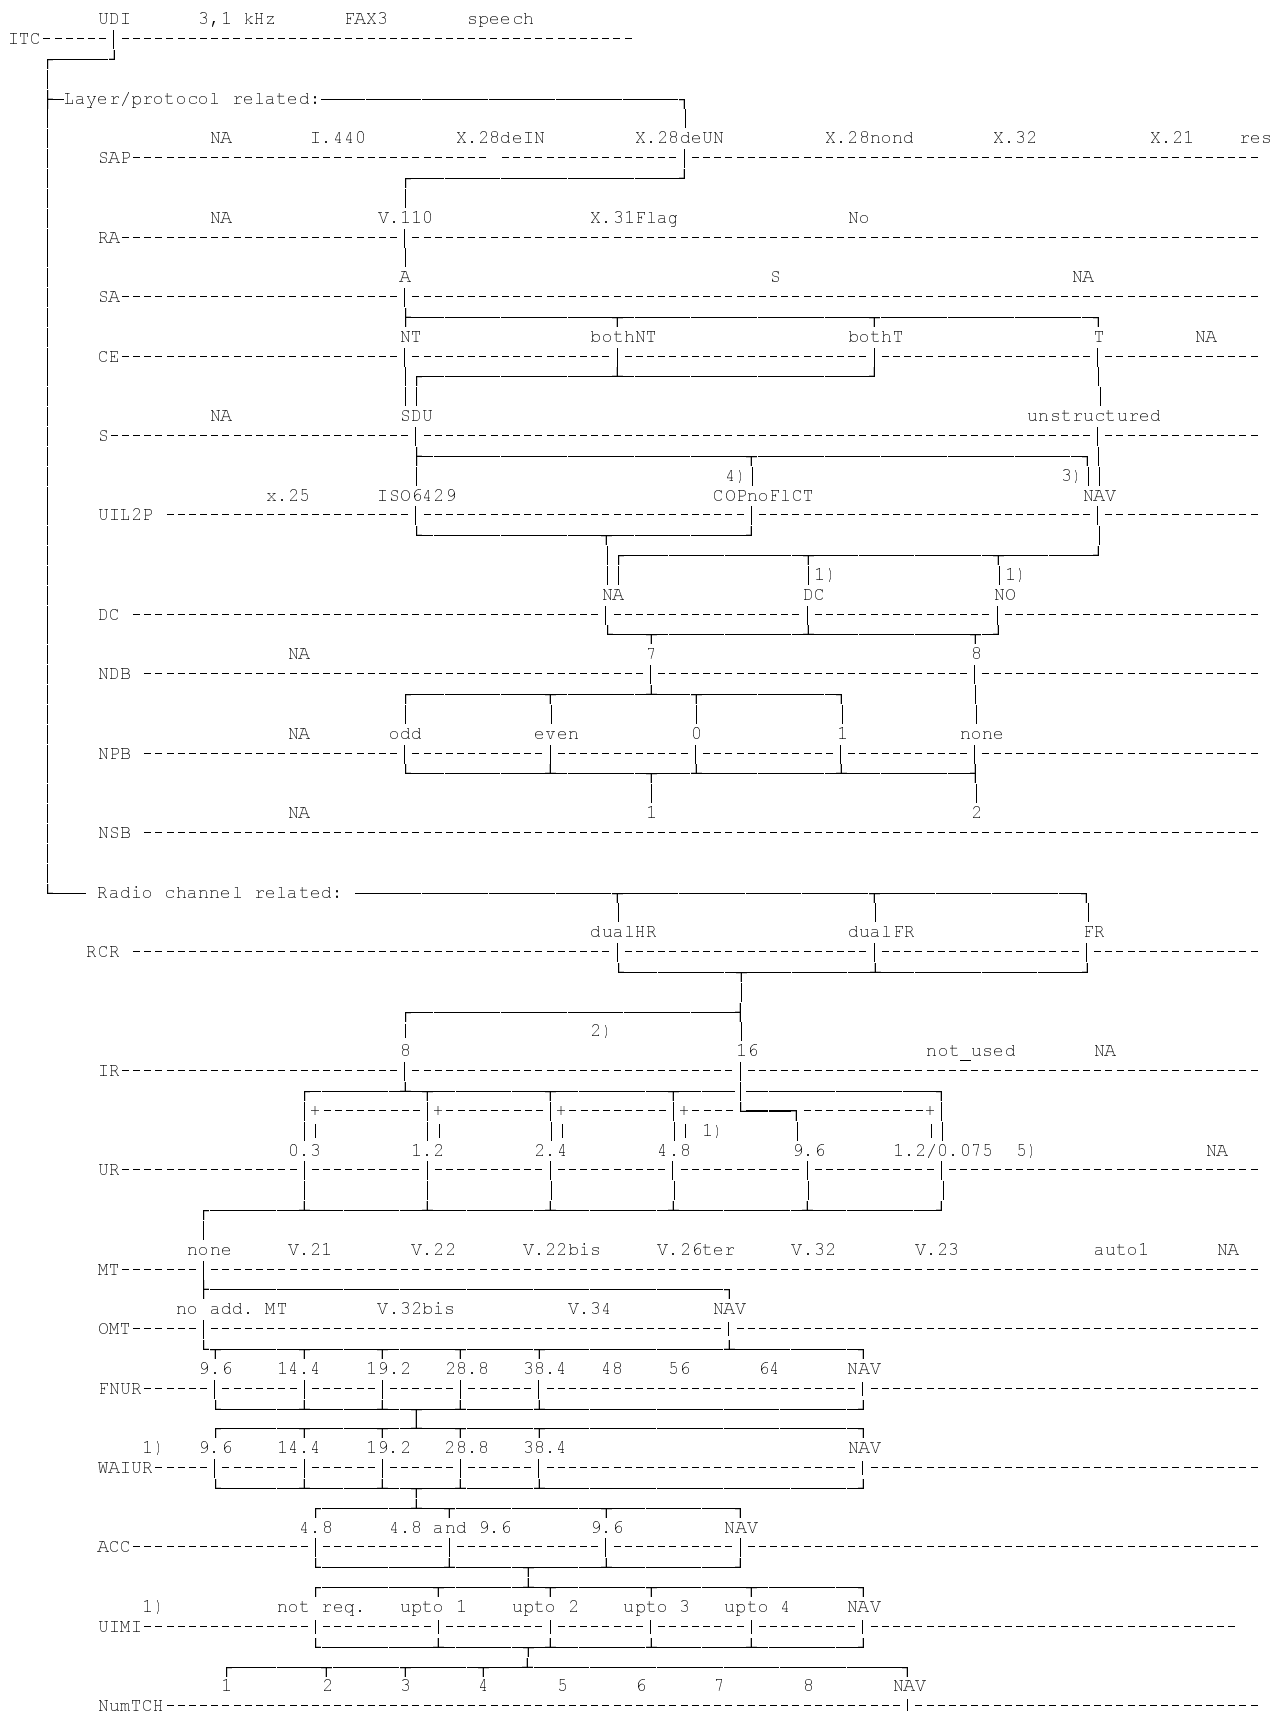 UDI 3,1 kHz FAX3 speech
ITC
Layer/protocol related:
NA I.440 X.28deIN X.28deUN X.28nond X.32 X.21 res
SAP
NA V.110 X.31Flag No
RA
A S NA
SA
NT bothNT bothT T NA
CE
NA SDU unstructured
S
4) 3)
x.25 ISO6429 COPnoFlCT NAV
UIL2P
1) 1)
NA DC NO
DC
NA 7 8
NDB
NA odd even 0 1 none
NPB
NA 1 2
NSB
Radio channel related:
dualHR dualFR FR
RCR
2)
8 16 not_used NA
IR
1)
0.3 1.2 2.4 4.8 9.6 1.2/0.075 5) NA
UR
none V.21 V.22 V.22bis V.26ter V.32 V.23 auto1 NA
MT
no add. MT V.32bis V.34 NAV
OMT
9.6 14.4 19.2 28.8 38.4 48 56 64 NAV
FNUR
1) 9.6 14.4 19.2 28.8 38.4 NAV
WAIUR
4.8 4.8 and 9.6 9.6 NAV
ACC
1) not req. upto 1 upto 2 upto 3 upto 4 NAV
UIMI
1 2 3 4 5 6 7 8 NAV
NumTCH